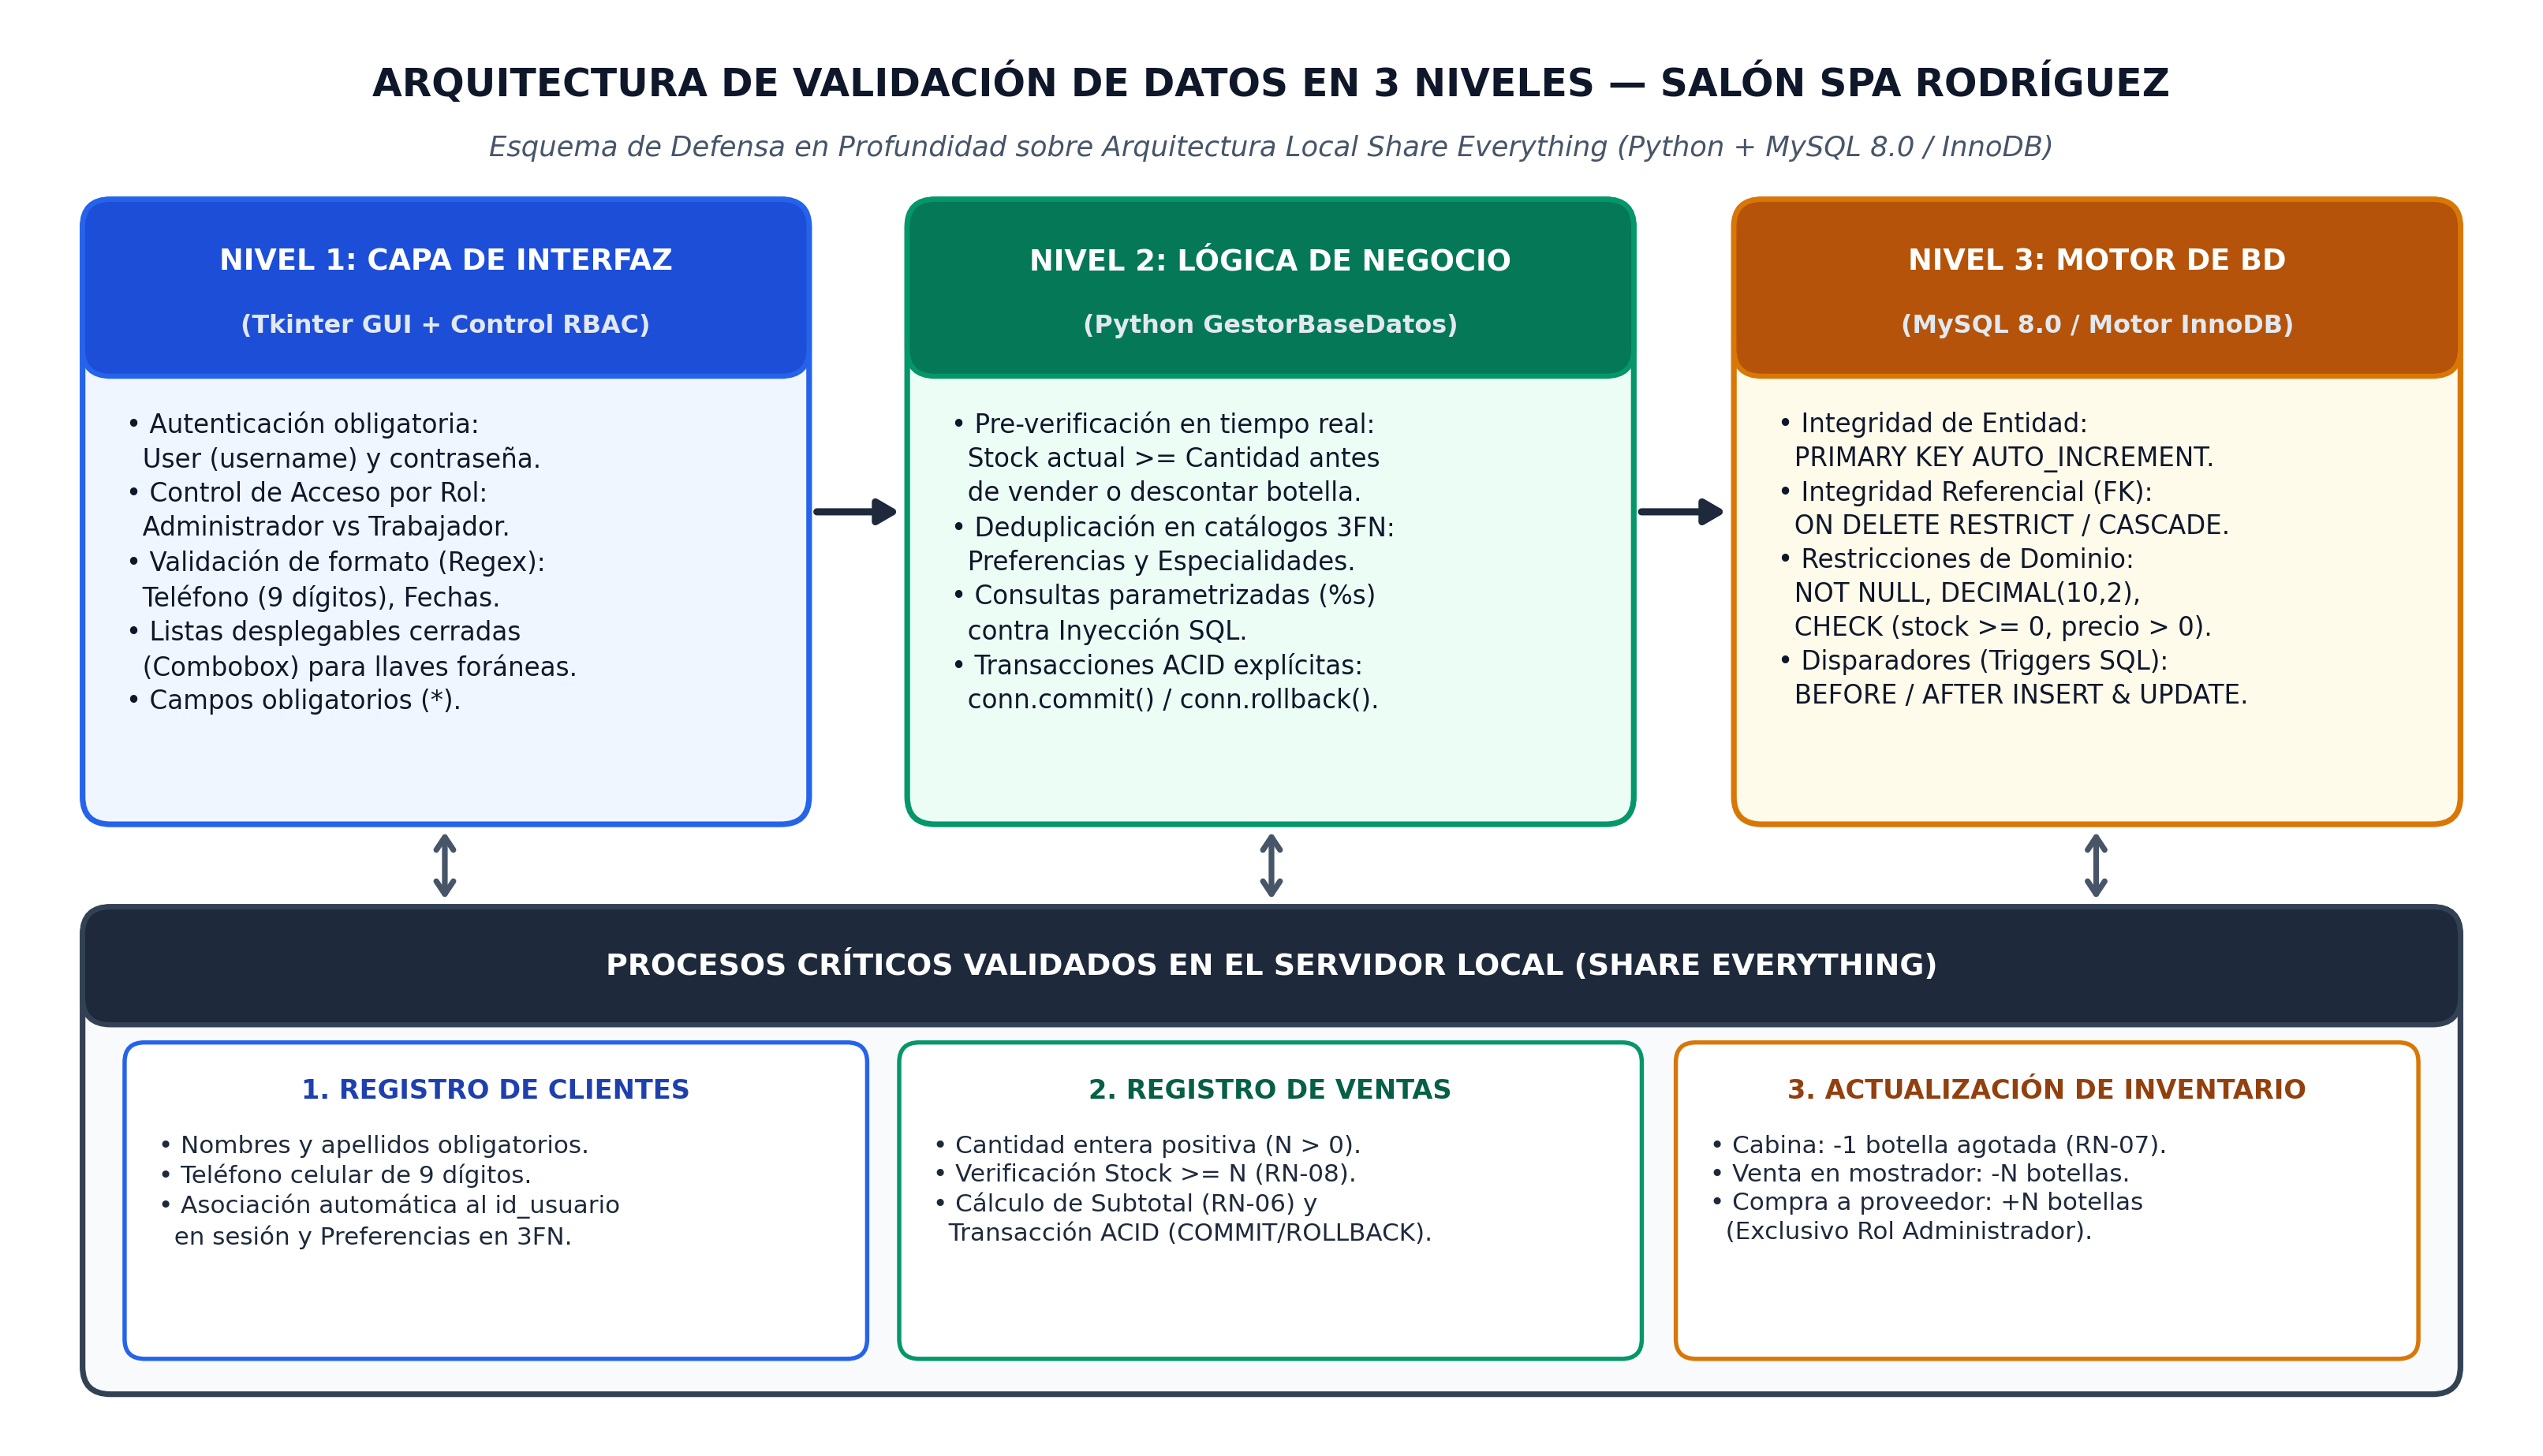 ARQUITECTURA DE VALIDACIÓN DE DATOS EN 3 NIVELES — SALÓN SPA RODRÍGUEZ
Esquema de Defensa en Profundidad sobre Arquitectura Local Share Everything (Python + MySQL 8.0 / InnoDB)
NIVEL 1: CAPA DE INTERFAZ
(Tkinter GUI + Control RBAC)
• Autenticación obligatoria:
User (username) y contraseña.
• Control de Acceso por Rol:
Administrador vs Trabajador.
• Validación de formato (Regex):
Teléfono (9 dígitos), Fechas.
• Listas desplegables cerradas
(Combobox) para llaves foráneas.
• Campos obligatorios (*).
NIVEL 2: LÓGICA DE NEGOCIO
(Python GestorBaseDatos)
• Pre-verificación en tiempo real:
Stock actual >= Cantidad antes
de vender o descontar botella.
• Deduplicación en catálogos 3FN:
Preferencias y Especialidades.
• Consultas parametrizadas (%s)
contra Inyección SQL.
• Transacciones ACID explícitas:
conn.commit() / conn.rollback().
NIVEL 3: MOTOR DE BD
(MySQL 8.0 / Motor InnoDB)
• Integridad de Entidad:
PRIMARY KEY AUTO_INCREMENT.
• Integridad Referencial (FK):
ON DELETE RESTRICT / CASCADE.
• Restricciones de Dominio:
NOT NULL, DECIMAL(10,2),
CHECK (stock >= 0, precio > 0).
• Disparadores (Triggers SQL):
BEFORE / AFTER INSERT & UPDATE.
PROCESOS CRÍTICOS VALIDADOS EN EL SERVIDOR LOCAL (SHARE EVERYTHING)
1. REGISTRO DE CLIENTES
• Nombres y apellidos obligatorios.
• Teléfono celular de 9 dígitos.
• Asociación automática al id_usuario
en sesión y Preferencias en 3FN.
2. REGISTRO DE VENTAS
• Cantidad entera positiva (N > 0).
• Verificación Stock >= N (RN-08).
• Cálculo de Subtotal (RN-06) y
Transacción ACID (COMMIT/ROLLBACK).
3. ACTUALIZACIÓN DE INVENTARIO
• Cabina: -1 botella agotada (RN-07).
• Venta en mostrador: -N botellas.
• Compra a proveedor: +N botellas
(Exclusivo Rol Administrador).